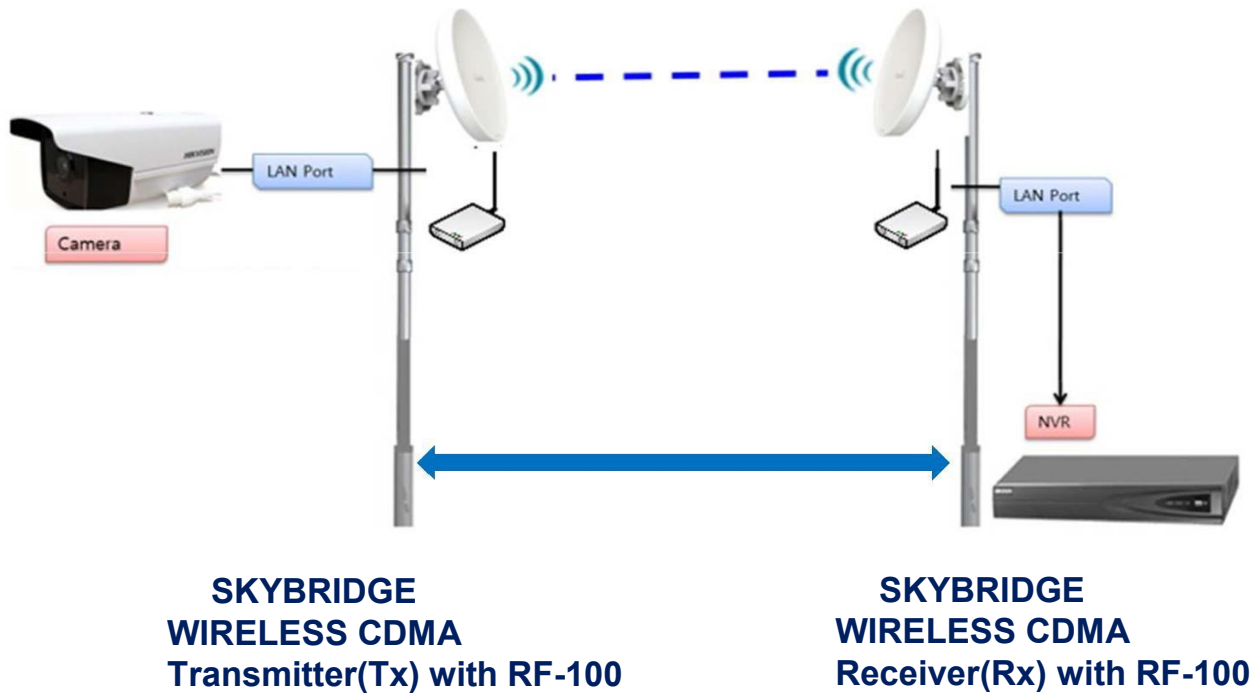 HIKVISION
LAN Port
Camera
LAN Port
NVR
SKYBRIDGE
WIRELESS CDMA
Transmitter(Tx) with RF-100
SKYBRIDGE
WIRELESS CDMA
Receiver(Rx) with RF-100